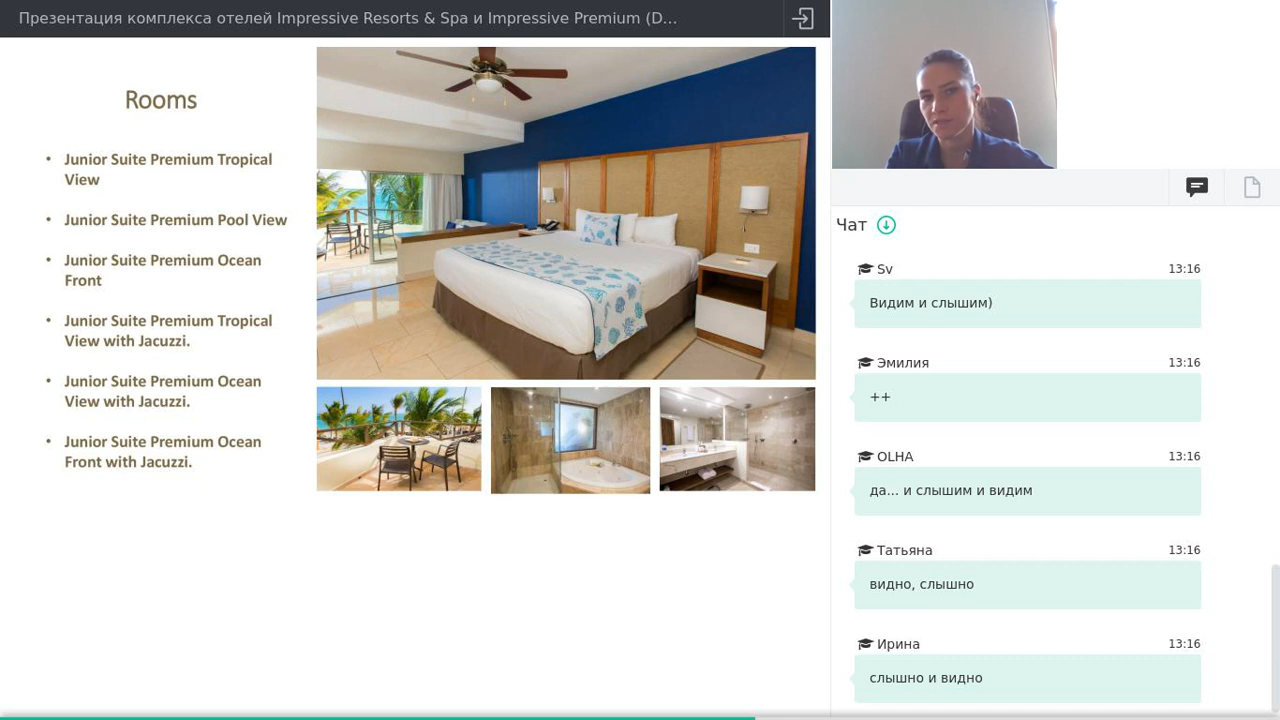 Презентация комплекса отелей Impressive Resorts & Spa и Impressive Premium (D...
Rooms
• Junior Suite Premium Tropical
View
• Junior Suite Premium Pool View
• Junior Suite Premium Ocean
Front
• Junior Suite Premium Tropical
View with Jacuzzi.
• Junior Suite Premium Ocean
View with Jacuzzi.
• Junior Suite Premium Ocean
Front with Jacuzzi.
Чат
Sv 13:16
Видим и слышим)
Эмилия 13:16
++
OLHA 13:16
да... и слышим и видим
Татьяна 13:16
видно, слышно
Ирина 13:16
слышно и видно